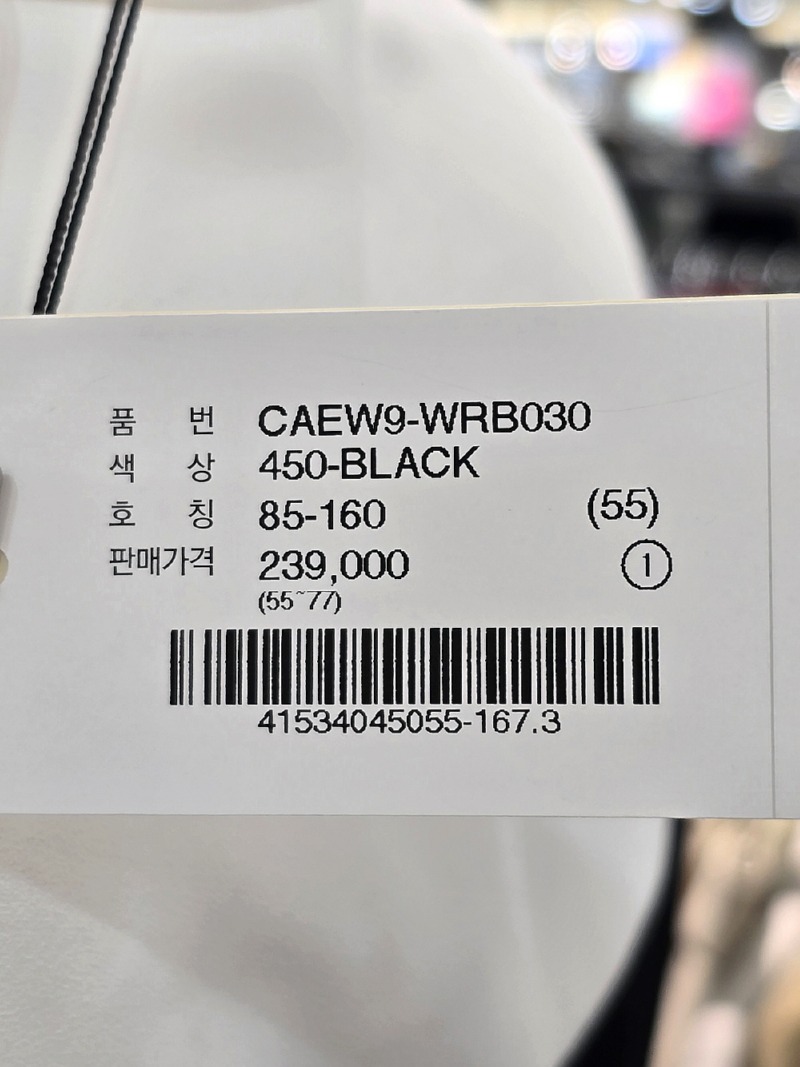 품 번 CAEW9-WRB030
색 상 450-BLACK
호 칭 85-160 (55)
판매가격 239,000 ①
(55~77)
41534045055-167.3